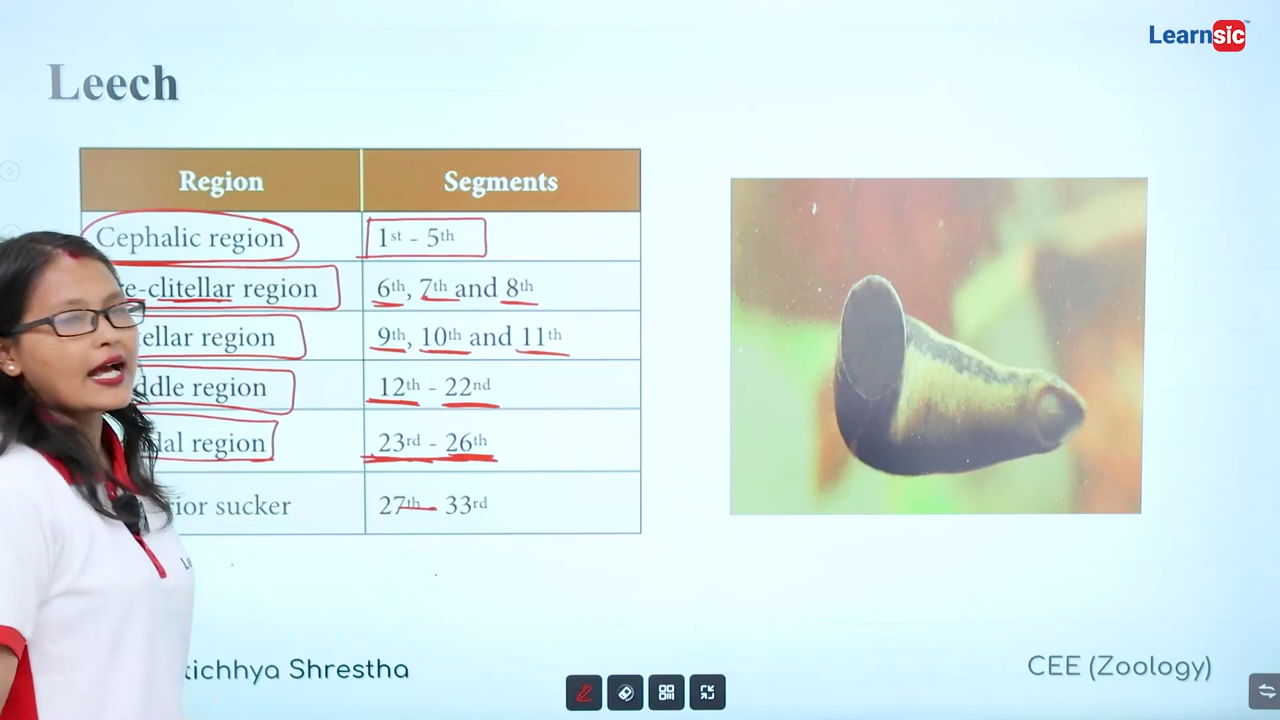 Learnsic™
Leech
Region Segments
Cephalic region 1st - 5th
e-clitellar region 6th, 7th and 8th
ellar region 9th, 10th and 11th
ddle region 12th - 22nd
dal region 23rd - 26th
rior sucker 27th - 33rd
tichhya Shrestha
CEE (Zoology)